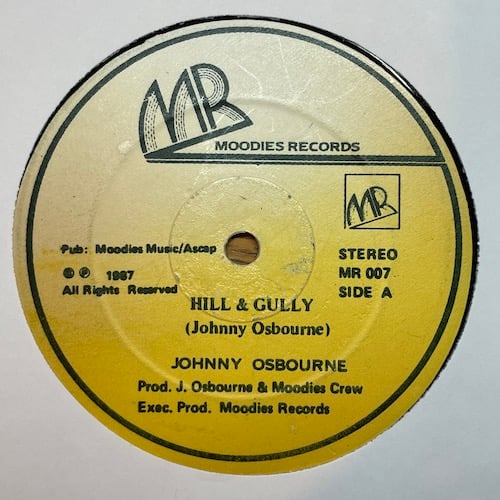 MR
MOODIES RECORDS
MR
Pub: Moodies Music/Ascap
© ℗ 1987
All Rights Reserved
STEREO
MR 007
SIDE A
HILL & GULLY
(Johnny Osbourne)
JOHNNY OSBOURNE
Prod. J. Osbourne & Moodies Crew
Exec. Prod. Moodies Records